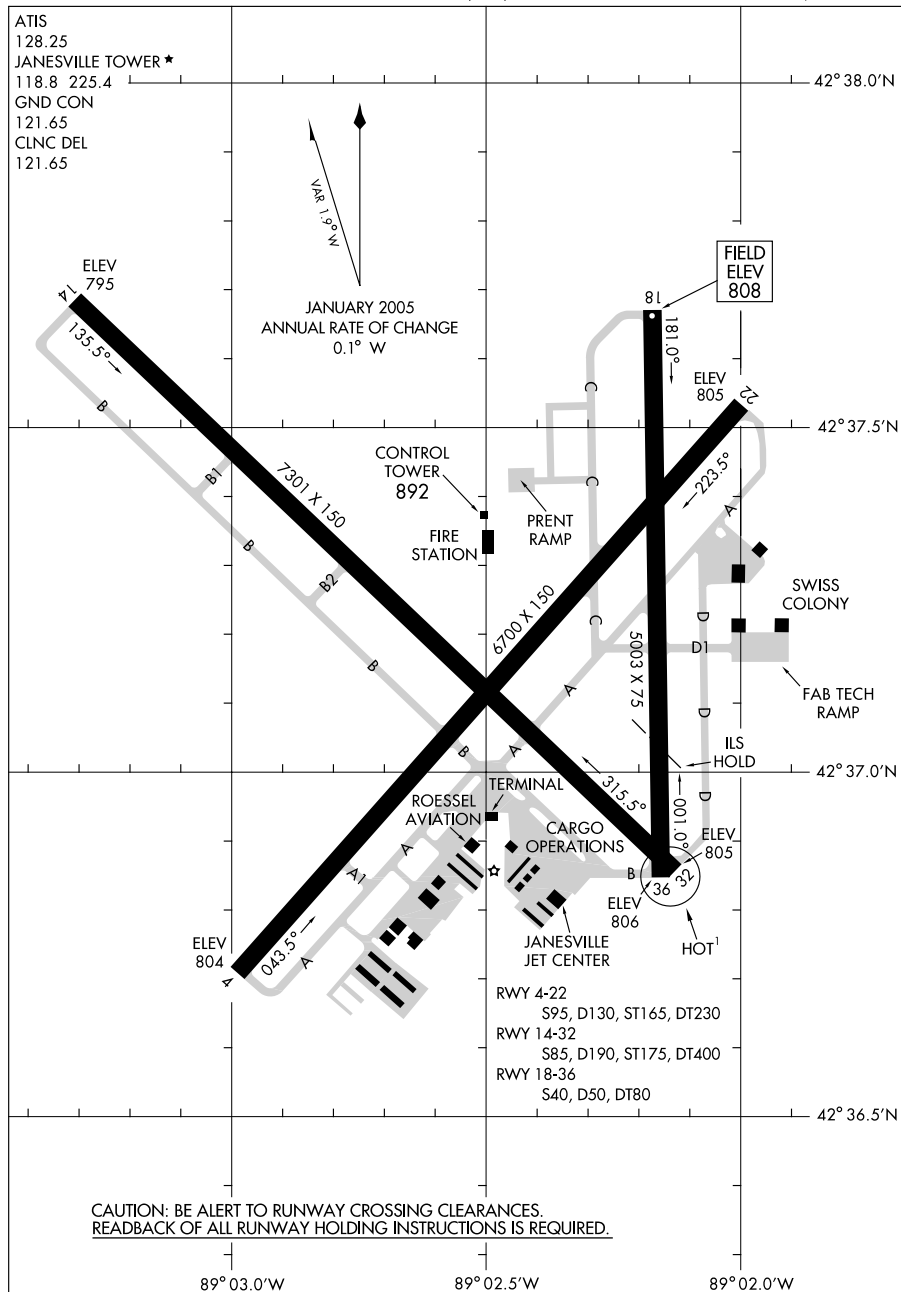 ATIS
128.25
JANESVILLE TOWER ★
118.8 225.4
GND CON
121.65
CLNC DEL
121.65
42° 38.0'N
VAR 1.9° W
JANUARY 2005
ANNUAL RATE OF CHANGE
0.1° W
FIELD
ELEV
808
ELEV
795
14
135.5°
18
181.0°
ELEV
805
22
42° 37.5'N
223.5°
B
B1
7301 X 150
CONTROL
TOWER
892
FIRE
STATION
PRENT
RAMP
C
C
A
B
B2
6700 X 150
C
D
D1
SWISS
COLONY
5003 X 75
FAB TECH
RAMP
B
A
D
B
A
ILS
HOLD
42° 37.0'N
315.5°
001.0°
D
TERMINAL
ROESSEL
AVIATION
CARGO
OPERATIONS
ELEV
805
A
A1
B
36
32
ELEV
806
HOT1
JANESVILLE
JET CENTER
ELEV
804
4
043.5°
A
RWY 4-22
S95, D130, ST165, DT230
RWY 14-32
S85, D190, ST175, DT400
RWY 18-36
S40, D50, DT80
42° 36.5'N
CAUTION: BE ALERT TO RUNWAY CROSSING CLEARANCES.
READBACK OF ALL RUNWAY HOLDING INSTRUCTIONS IS REQUIRED.
89° 03.0'W
89° 02.5'W
89° 02.0'W